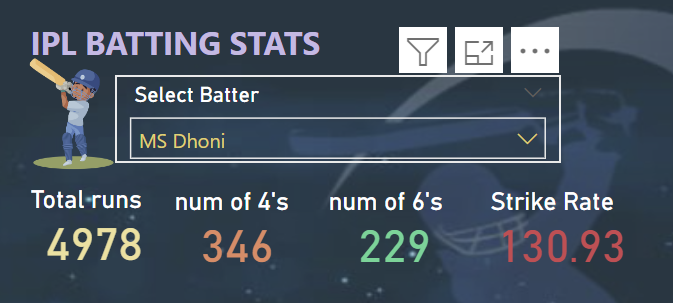 IPL BATTING STATS
Select Batter
MS Dhoni
Total runs num of 4's num of 6's Strike Rate
4978 346 229 130.93